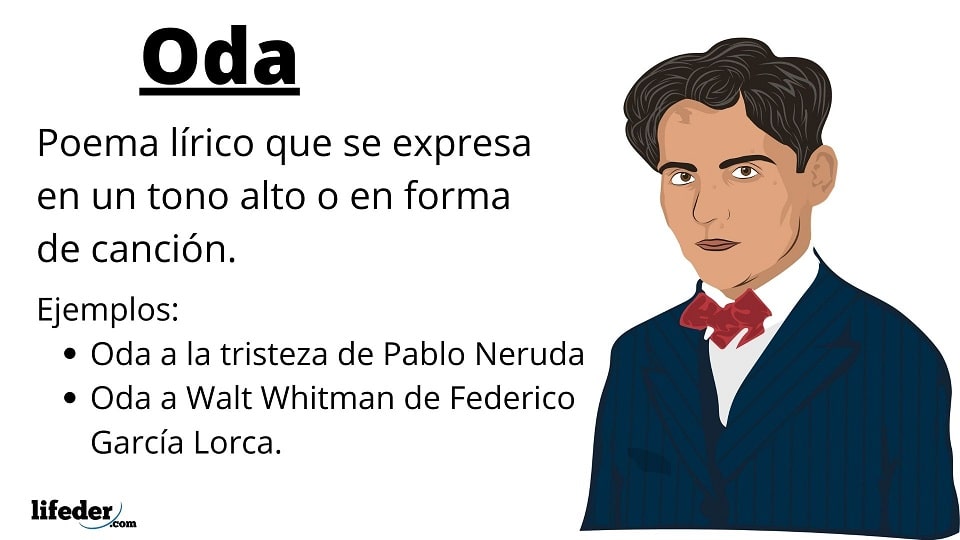 Oda
Poema lírico que se expresa
en un tono alto o en forma
de canción.
Ejemplos:
• Oda a la tristeza de Pablo Neruda
• Oda a Walt Whitman de Federico
García Lorca.
lifeder.com